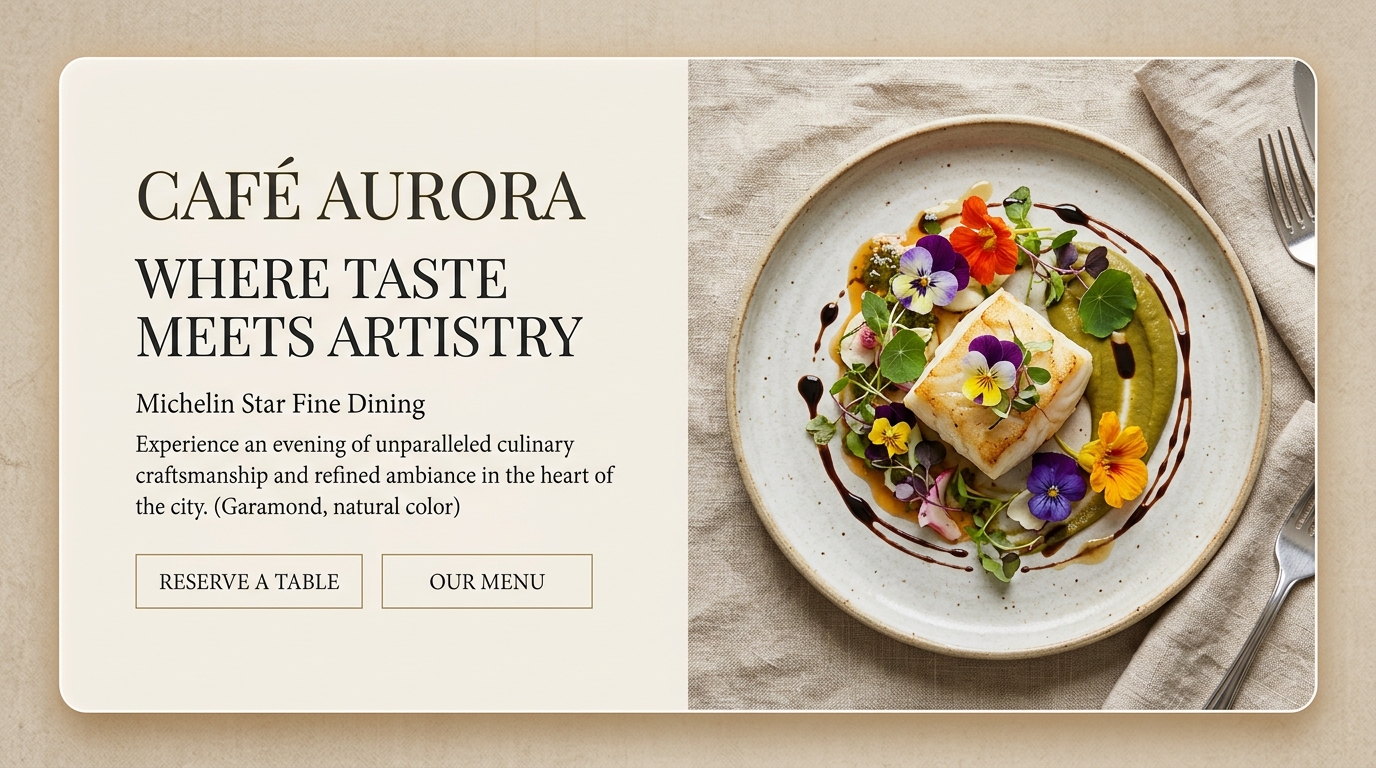 CAFÉ AURORA
WHERE TASTE
MEETS ARTISTRY
Michelin Star Fine Dining
Experience an evening of unparalleled culinary
craftsmanship and refined ambiance in the heart of
the city. (Garamond, natural color)
RESERVE A TABLE
OUR MENU